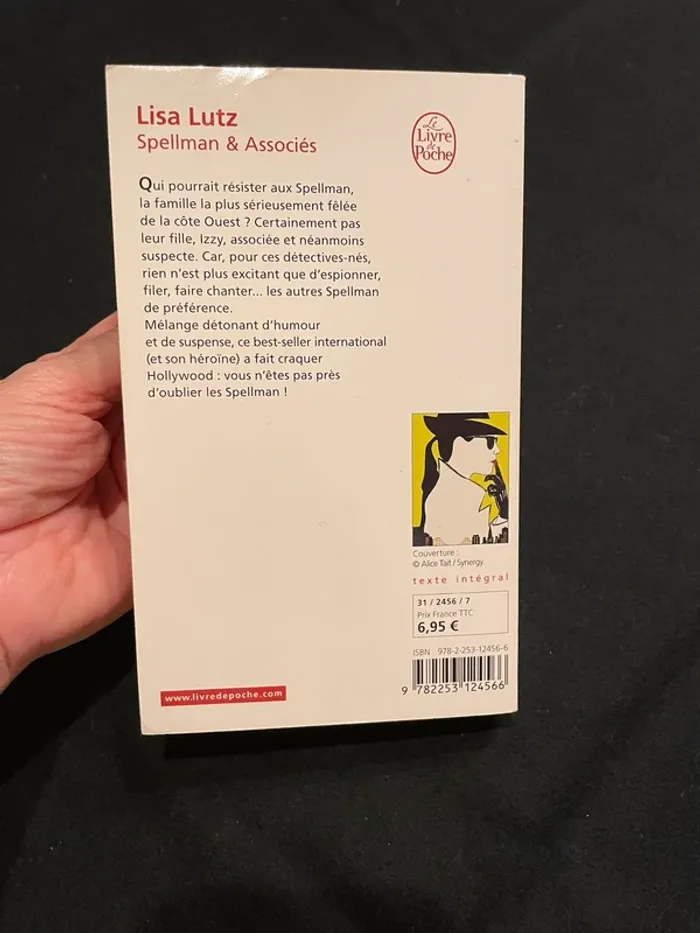 Lisa Lutz
Spellman & Associés
Le
Livre
de
Poche
Qui pourrait résister aux Spellman,
la famille la plus sérieusement fêlée
de la côte Ouest ? Certainement pas
leur fille, Izzy, associée et néanmoins
suspecte. Car, pour ces détectives-nés,
rien n'est plus excitant que d'espionner,
filer, faire chanter... les autres Spellman
de préférence.
Mélange détonant d'humour
et de suspense, ce best-seller international
(et son héroïne) a fait craquer
Hollywood : vous n'êtes pas près
d'oublier les Spellman !
Couverture :
© Alice Tait / Synergy
texte intégral
31 / 2456 / 7
Prix France TTC
6,95 €
ISBN : 978-2-253-12456-6
9 782253 124566
www.livredepoche.com